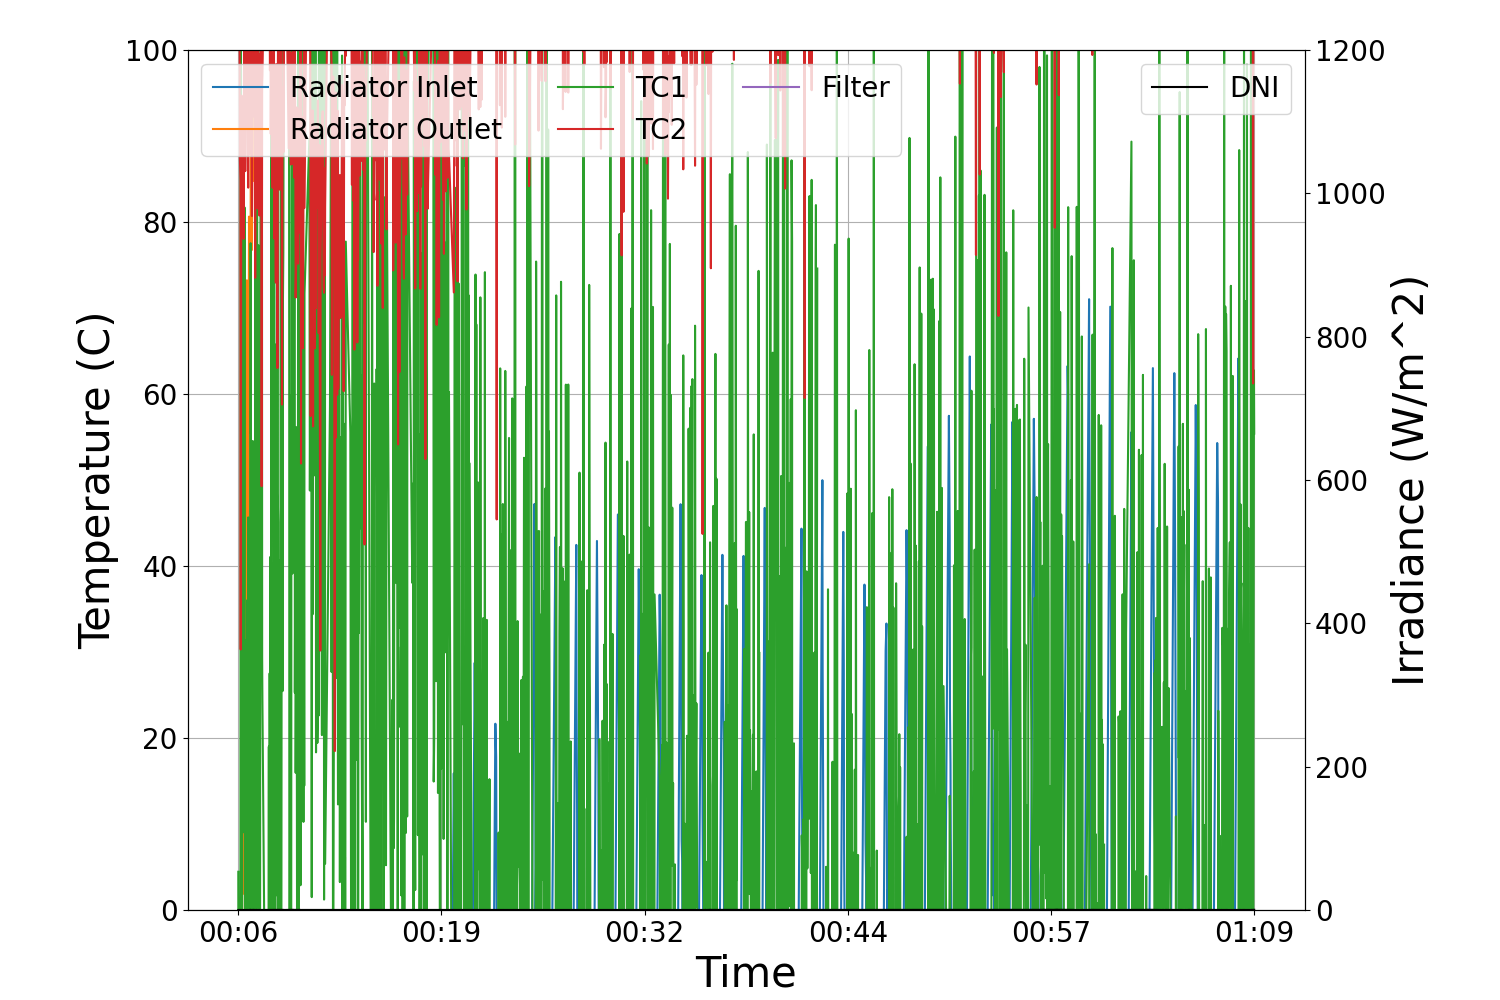 Radiator Inlet
Radiator Outlet
TC1
TC2
Filter
DNI
Temperature (C)
100
80
60
40
20
0
Irradiance (W/m^2)
1200
1000
800
600
400
200
0
00:06 00:19 00:32 00:44 00:57 01:09
Time